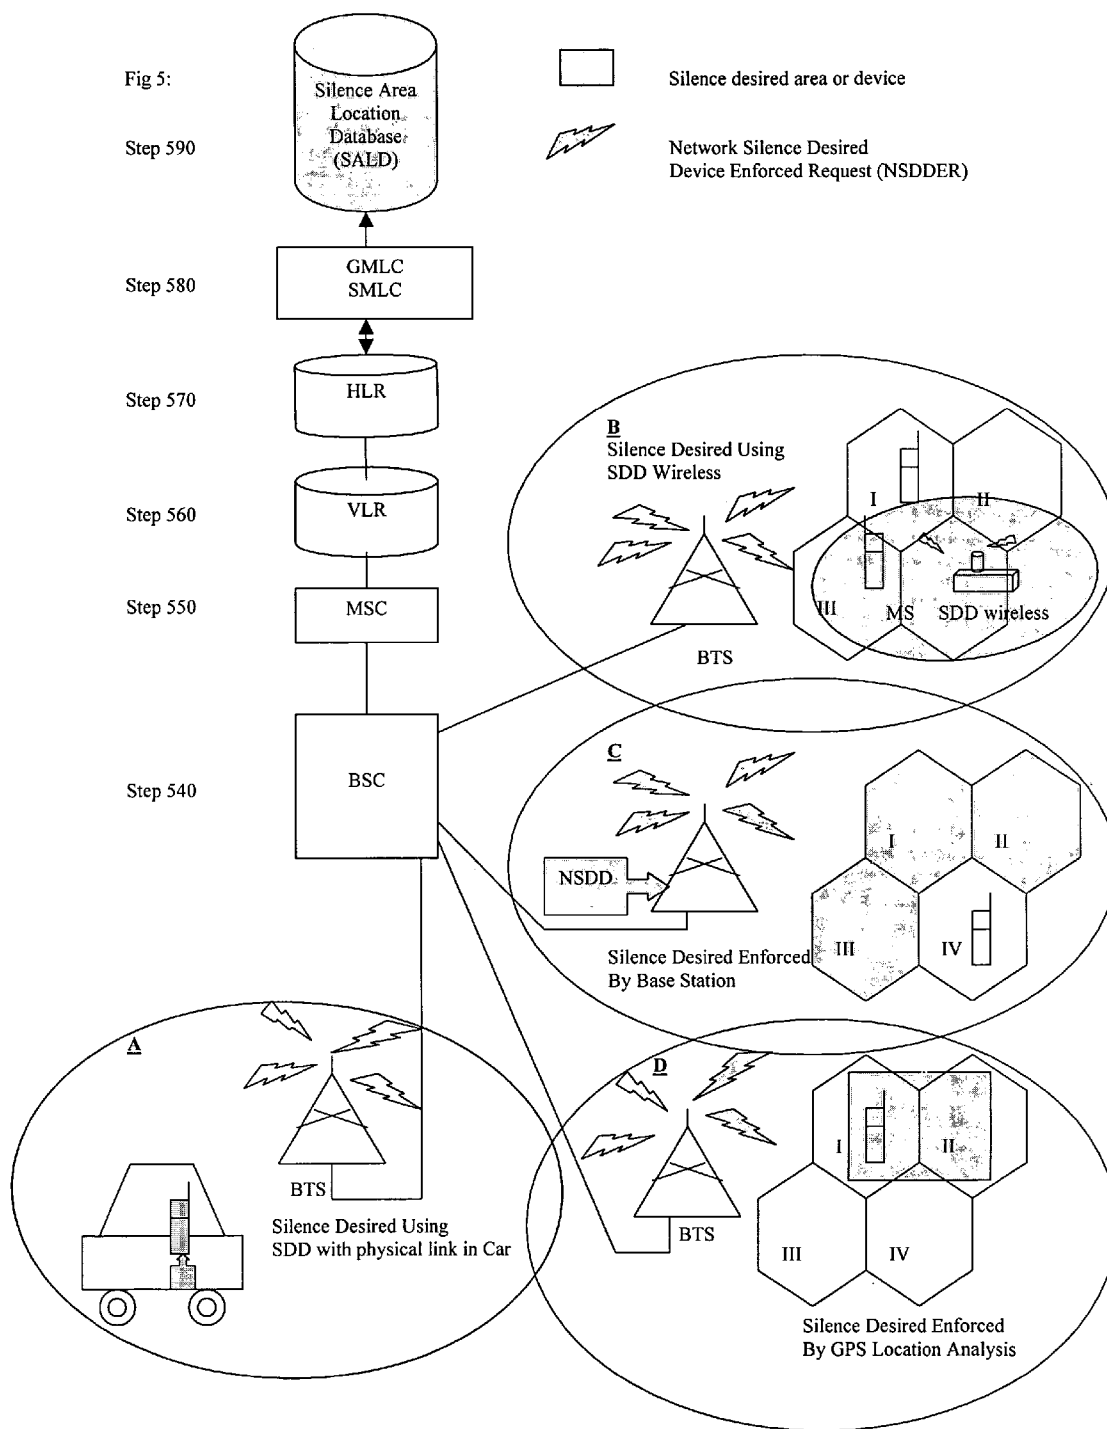 Fig 5:
Silence Area
Location
Database
(SALD)
Silence desired area or device
Step 590
Network Silence Desired
Device Enforced Request (NSDDER)
Step 580
GMLC
SMLC
Step 570
HLR
Step 560
VLR
Step 550
MSC
Step 540
BSC
B
Silence Desired Using
SDD Wireless
I
II
III
MS
SDD wireless
BTS
C
NSDD
I
II
III
IV
Silence Desired Enforced
By Base Station
A
BTS
Silence Desired Using
SDD with physical link in Car
D
I
II
III
IV
BTS
Silence Desired Enforced
By GPS Location Analysis